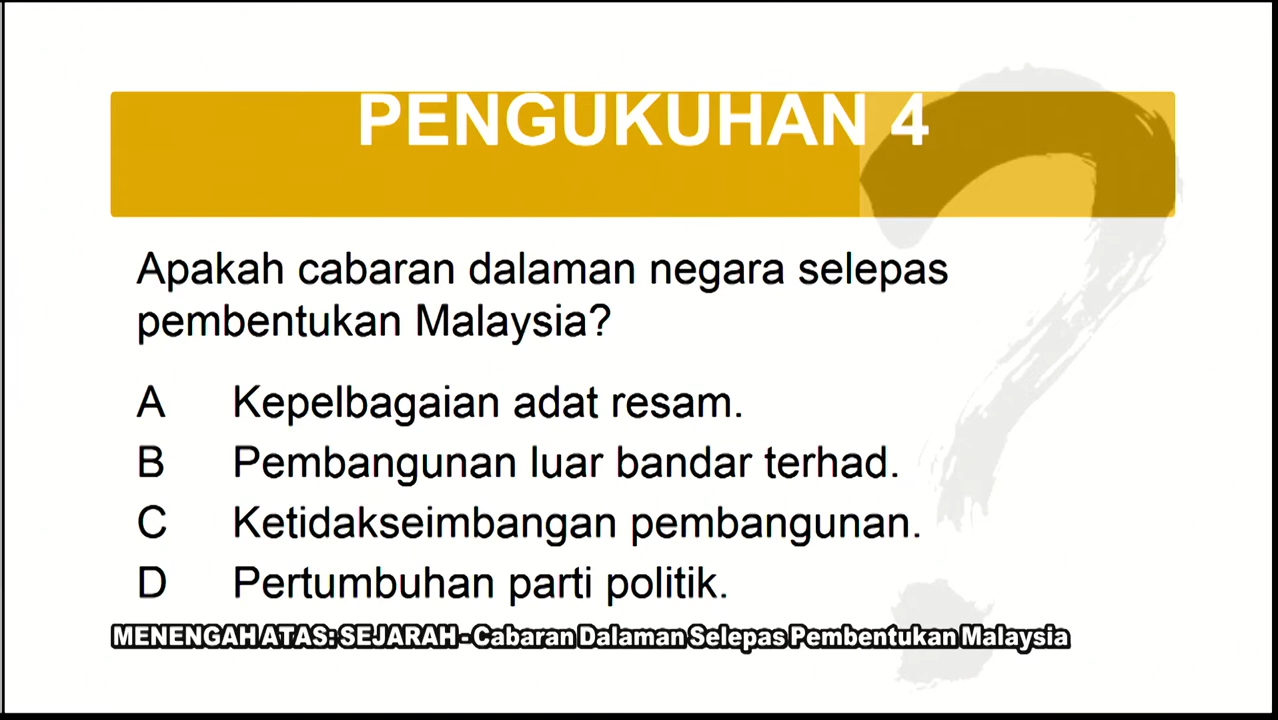 PENGUKUHAN 4
Apakah cabaran dalaman negara selepas
pembentukan Malaysia?
A Kepelbagaian adat resam.
B Pembangunan luar bandar terhad.
C Ketidakseimbangan pembangunan.
D Pertumbuhan parti politik.
MENENGAH ATAS: SEJARAH - Cabaran Dalaman Selepas Pembentukan Malaysia